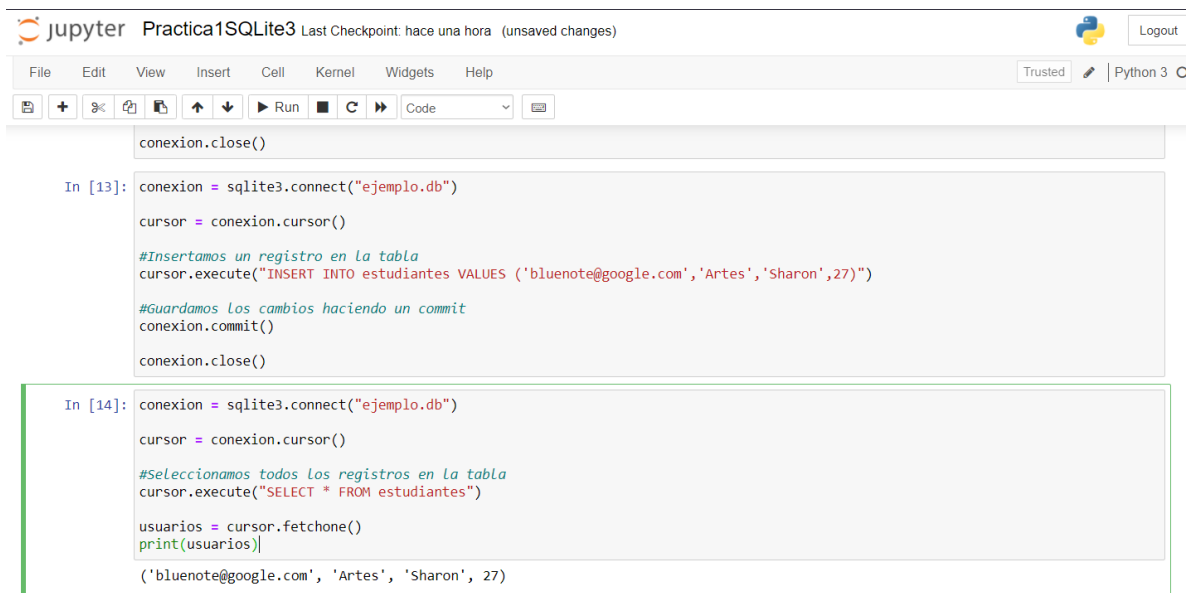 jupyter Practica1SQLite3 Last Checkpoint: hace una hora (unsaved changes) Logout
File Edit View Insert Cell Kernel Widgets Help Trusted Python 3
Run Code
conexion.close()
In [13]: conexion = sqlite3.connect("ejemplo.db")
cursor = conexion.cursor()
#Insertamos un registro en la tabla
cursor.execute("INSERT INTO estudiantes VALUES ('bluenote@google.com','Artes','Sharon',27)")
#Guardamos los cambios haciendo un commit
conexion.commit()
conexion.close()
In [14]: conexion = sqlite3.connect("ejemplo.db")
cursor = conexion.cursor()
#Seleccionamos todos los registros en la tabla
cursor.execute("SELECT * FROM estudiantes")
usuarios = cursor.fetchone()
print(usuarios)
('bluenote@google.com', 'Artes', 'Sharon', 27)